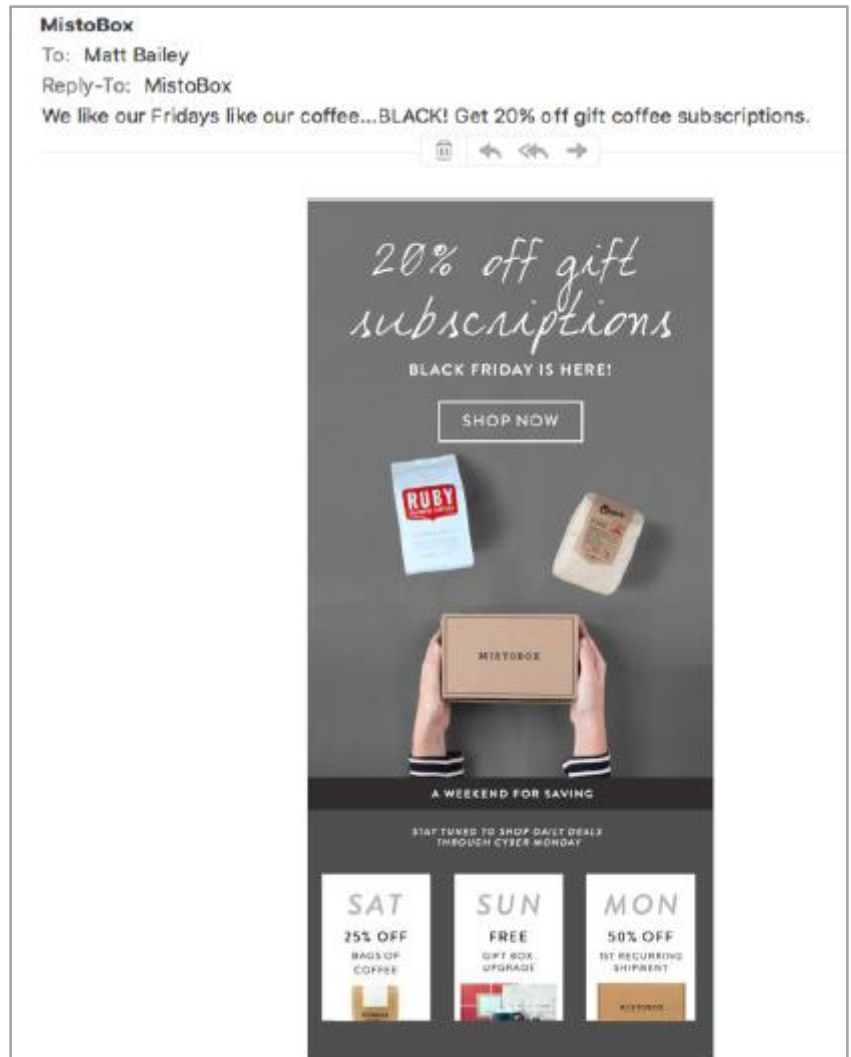 MistoBox
To: Matt Bailey
Reply-To: MistoBox
We like our Fridays like our coffee...BLACK! Get 20% off gift coffee subscriptions.
20% off gift
subscriptions
BLACK FRIDAY IS HERE!
SHOP NOW
RUBY
MISTOBOX
A WEEKEND FOR SAVING
STAY TUNED TO SHOP DAILY DEALS
THROUGH CYBER MONDAY
SAT
25% OFF
BAGS OF
COFFEE
SUN
FREE
GIFT BOX
UPGRADE
MON
50% OFF
1ST RECURRING
SHIPMENT
MISTOBOX